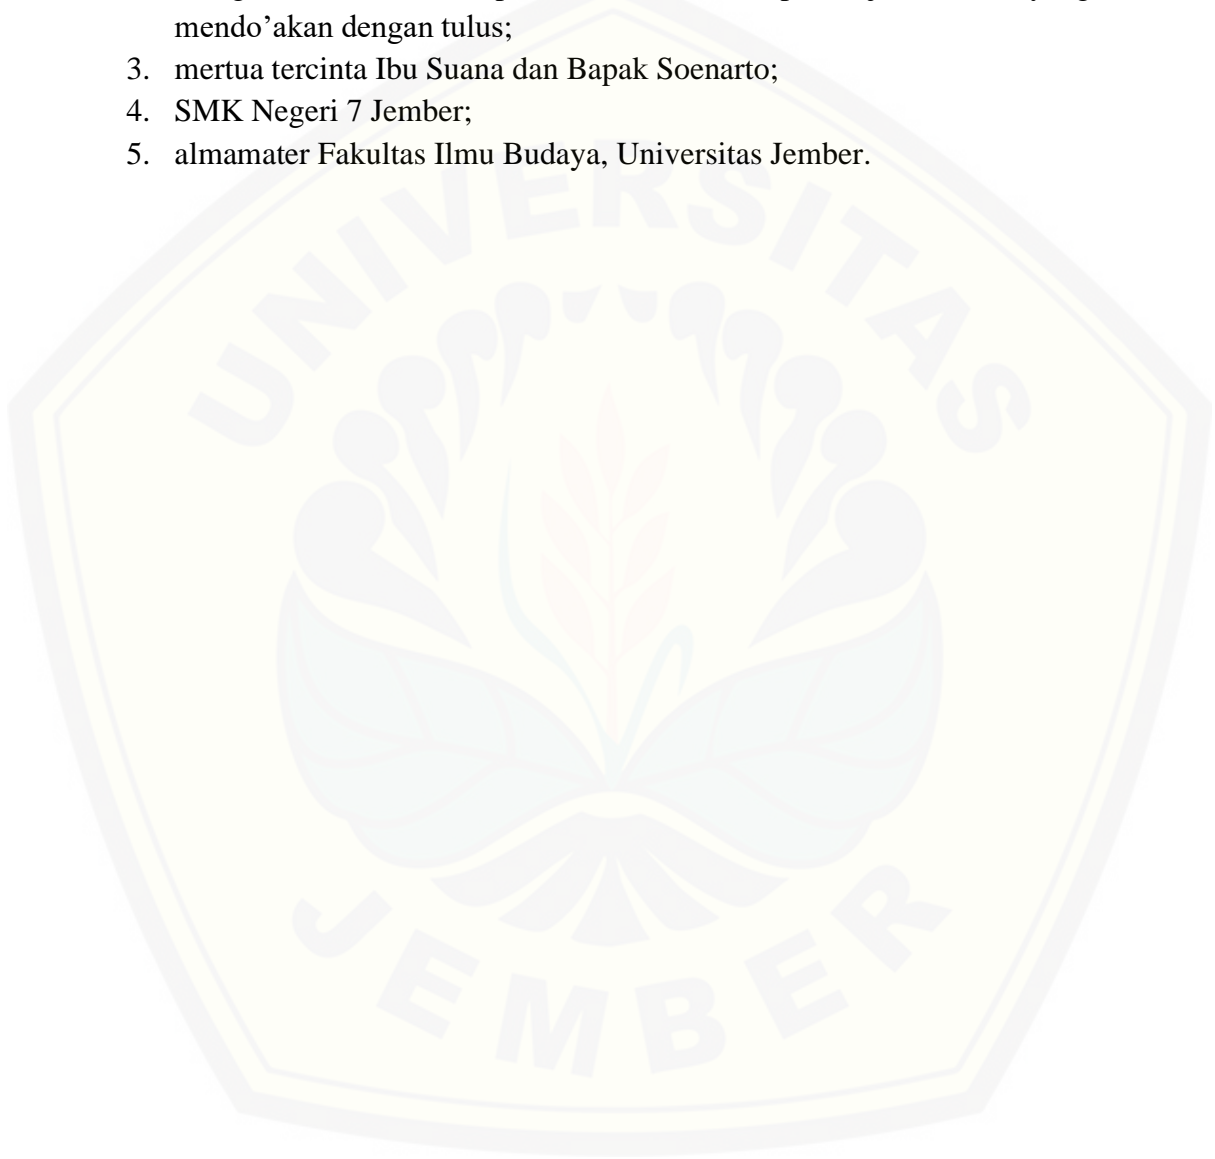 mendo’akan dengan tulus;
3. mertua tercinta Ibu Suana dan Bapak Soenarto;
4. SMK Negeri 7 Jember;
5. almamater Fakultas Ilmu Budaya, Universitas Jember.
UNIVERSITAS
JEMBER